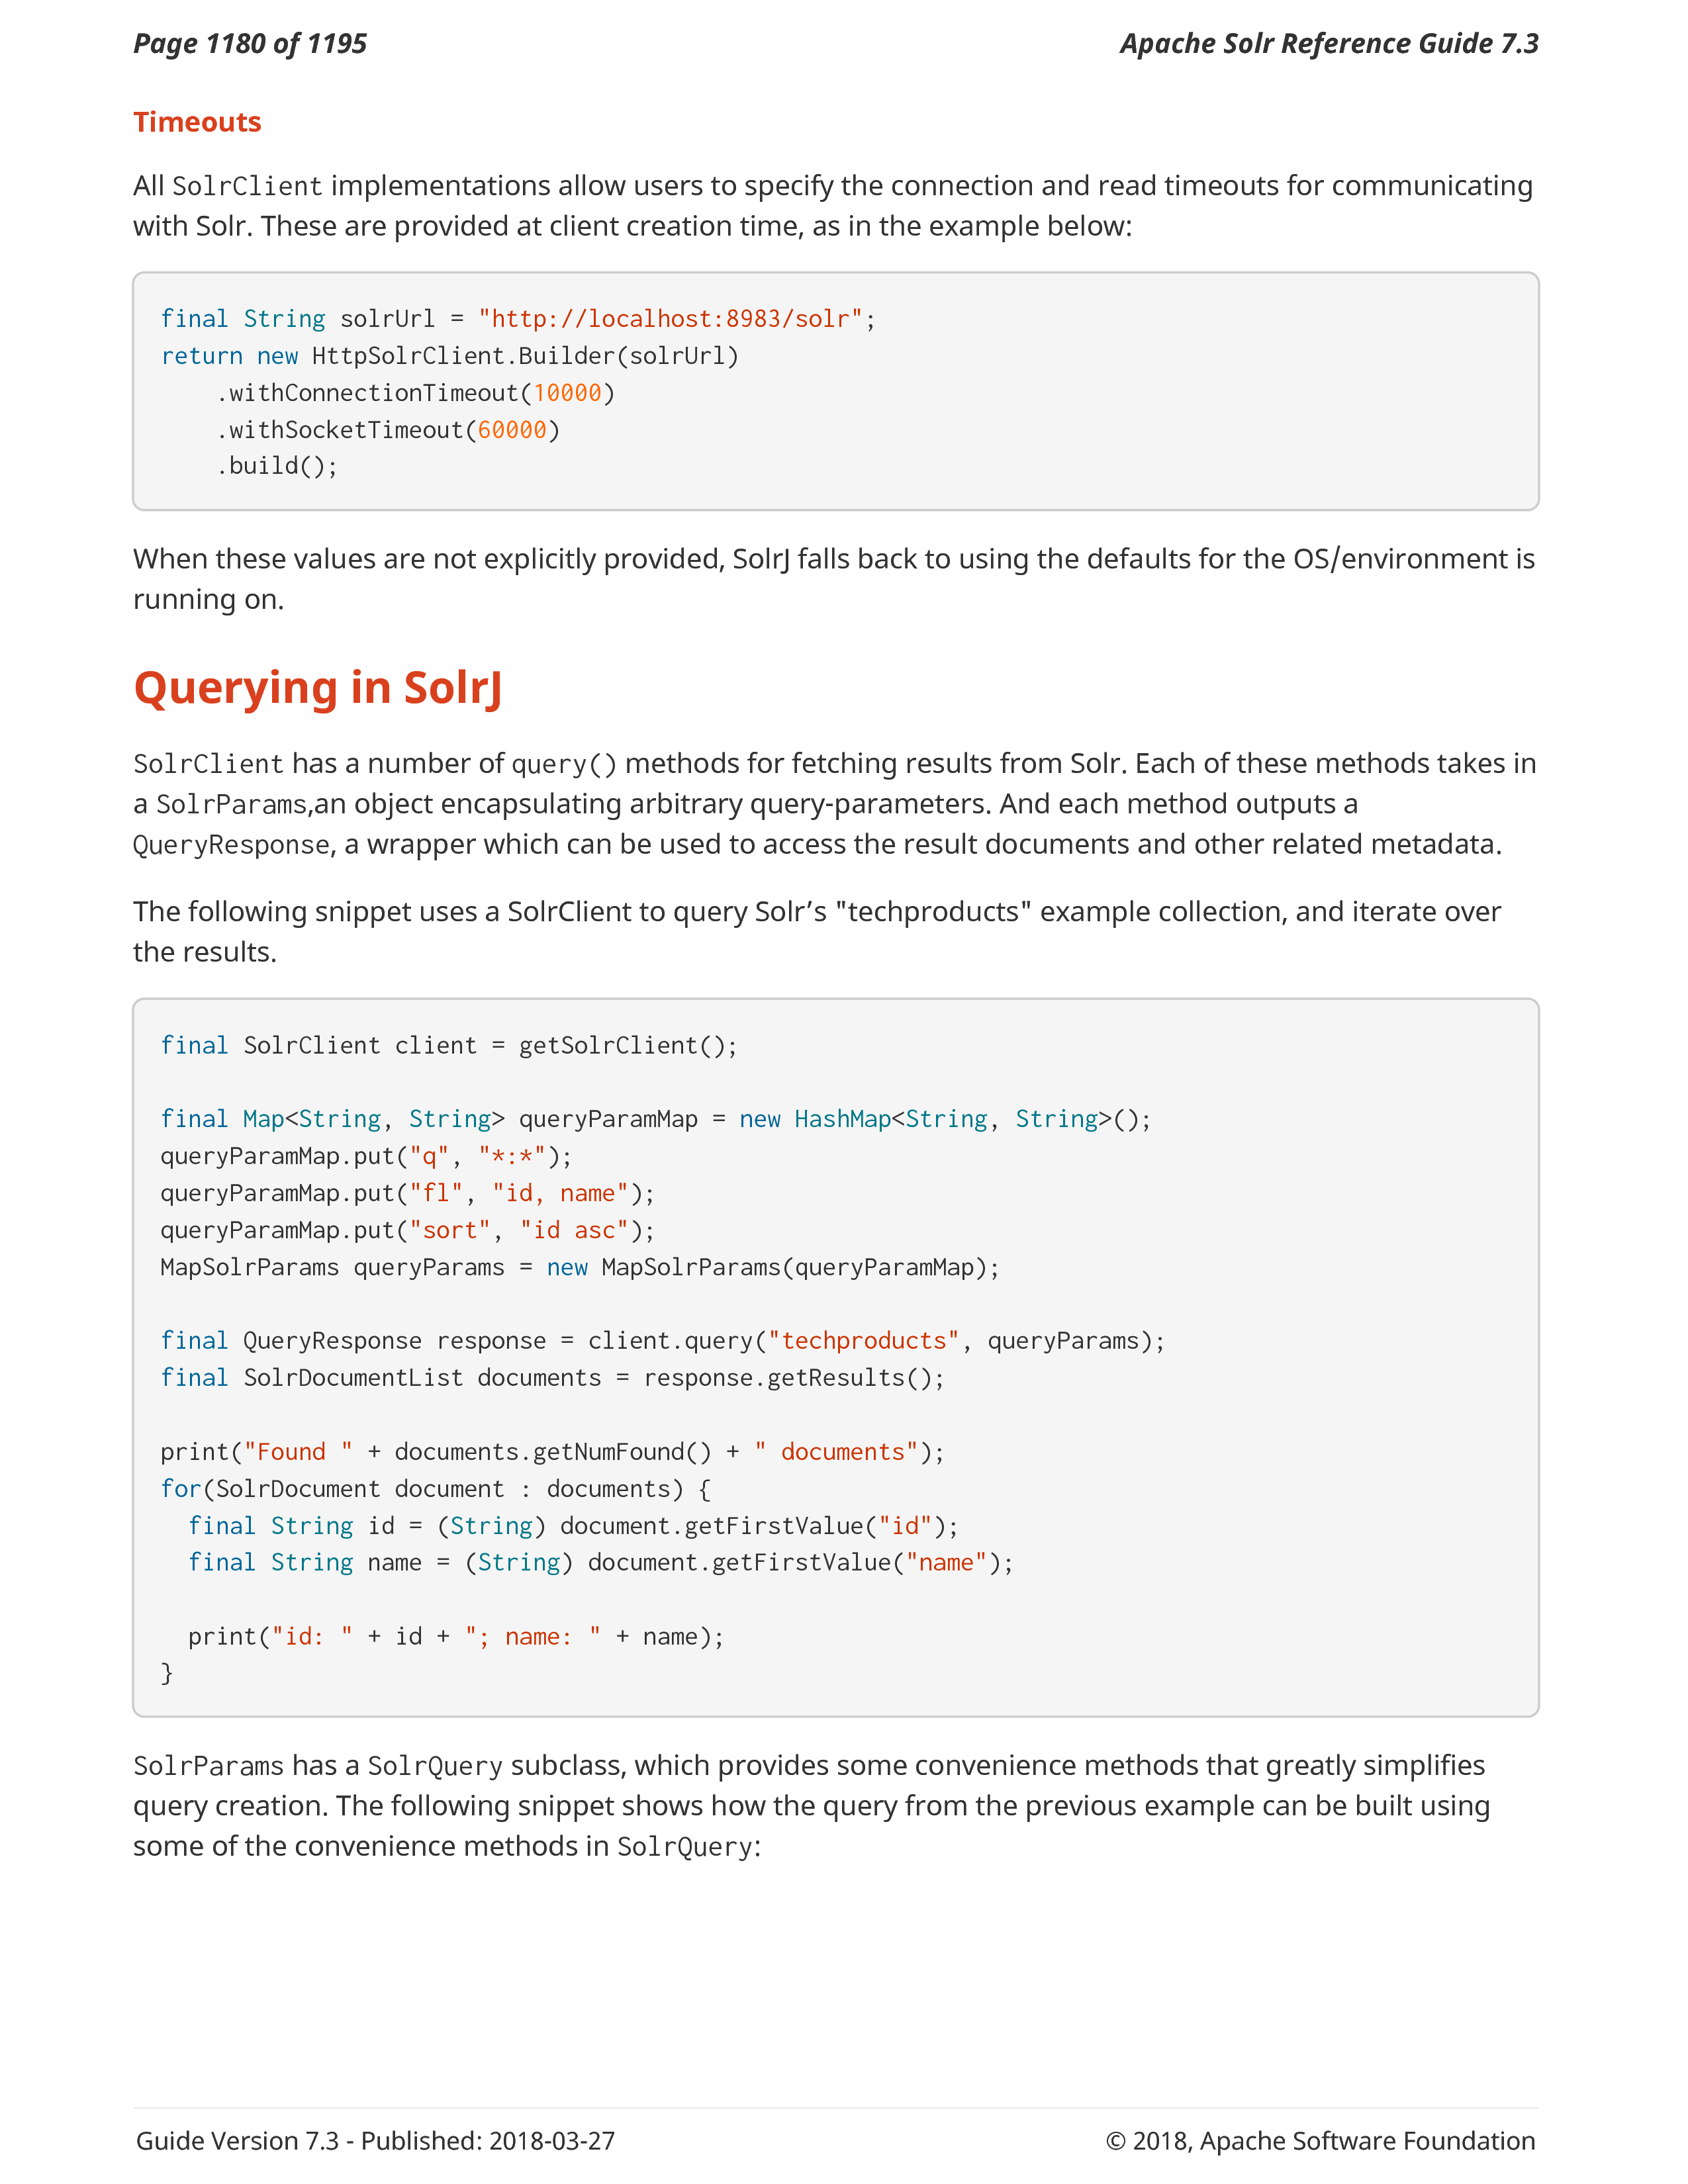 Page 1180 of 1195
Apache Solr Reference Guide 7.3
Timeouts
All SolrClient implementations allow users to specify the connection and read timeouts for communicating
with Solr. These are provided at client creation time, as in the example below:
final String solrUrl = "http://localhost:8983/solr";
return new HttpSolrClient.Builder(solrUrl)
    .withConnectionTimeout(10000)
    .withSocketTimeout(60000)
    .build();
When these values are not explicitly provided, SolrJ falls back to using the defaults for the OS/environment is
running on.
Querying in SolrJ
SolrClient has a number of query() methods for fetching results from Solr. Each of these methods takes in
a SolrParams,an object encapsulating arbitrary query-parameters. And each method outputs a
QueryResponse, a wrapper which can be used to access the result documents and other related metadata.
The following snippet uses a SolrClient to query Solr’s "techproducts" example collection, and iterate over
the results.
final SolrClient client = getSolrClient();
final Map<String, String> queryParamMap = new HashMap<String, String>();
queryParamMap.put("q", "*:*");
queryParamMap.put("fl", "id, name");
queryParamMap.put("sort", "id asc");
MapSolrParams queryParams = new MapSolrParams(queryParamMap);
final QueryResponse response = client.query("techproducts", queryParams);
final SolrDocumentList documents = response.getResults();
print("Found " + documents.getNumFound() + " documents");
for(SolrDocument document : documents) {
  final String id = (String) document.getFirstValue("id");
  final String name = (String) document.getFirstValue("name");
  print("id: " + id + "; name: " + name);
}
SolrParams has a SolrQuery subclass, which provides some convenience methods that greatly simplifies
query creation. The following snippet shows how the query from the previous example can be built using
some of the convenience methods in SolrQuery:
Guide Version 7.3 - Published: 2018-03-27
© 2018, Apache Software Foundation